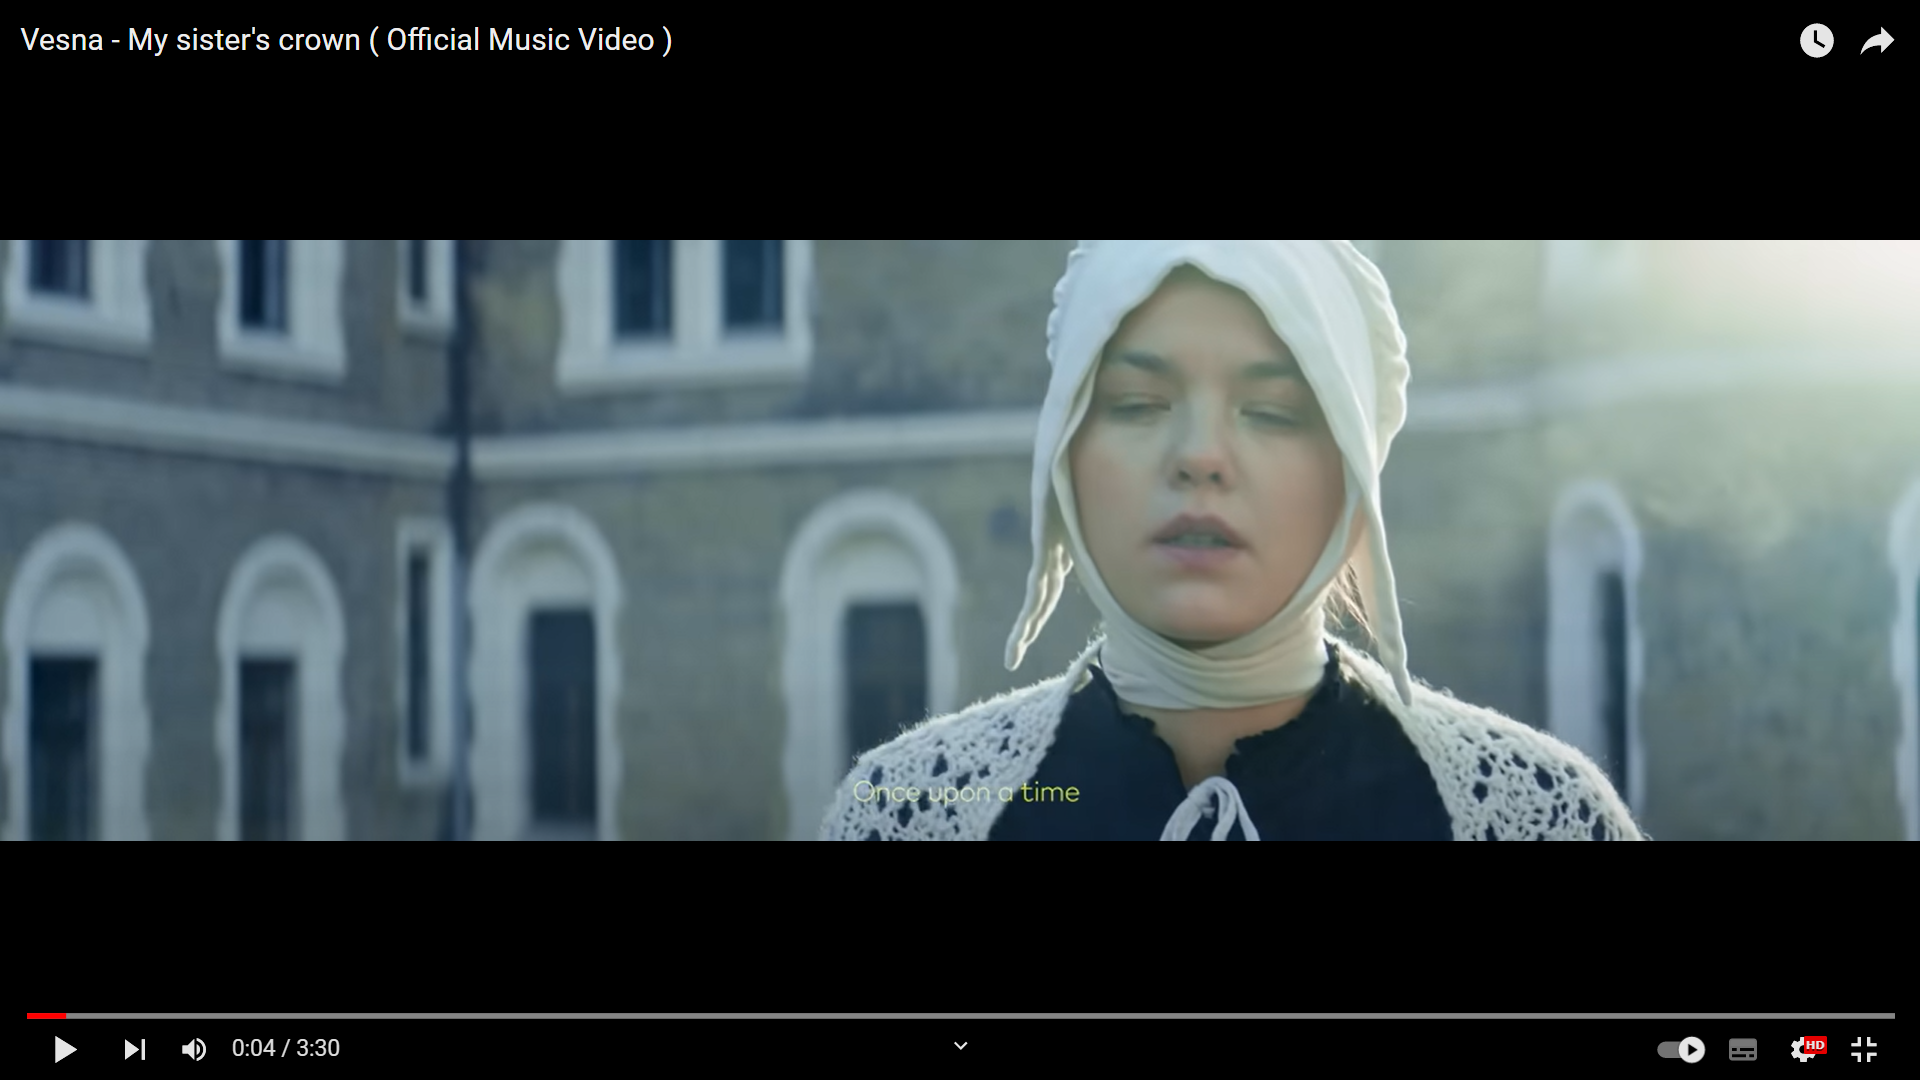 Vesna - My sister's crown ( Official Music Video )
Once upon a time
0:04 / 3:30
HD